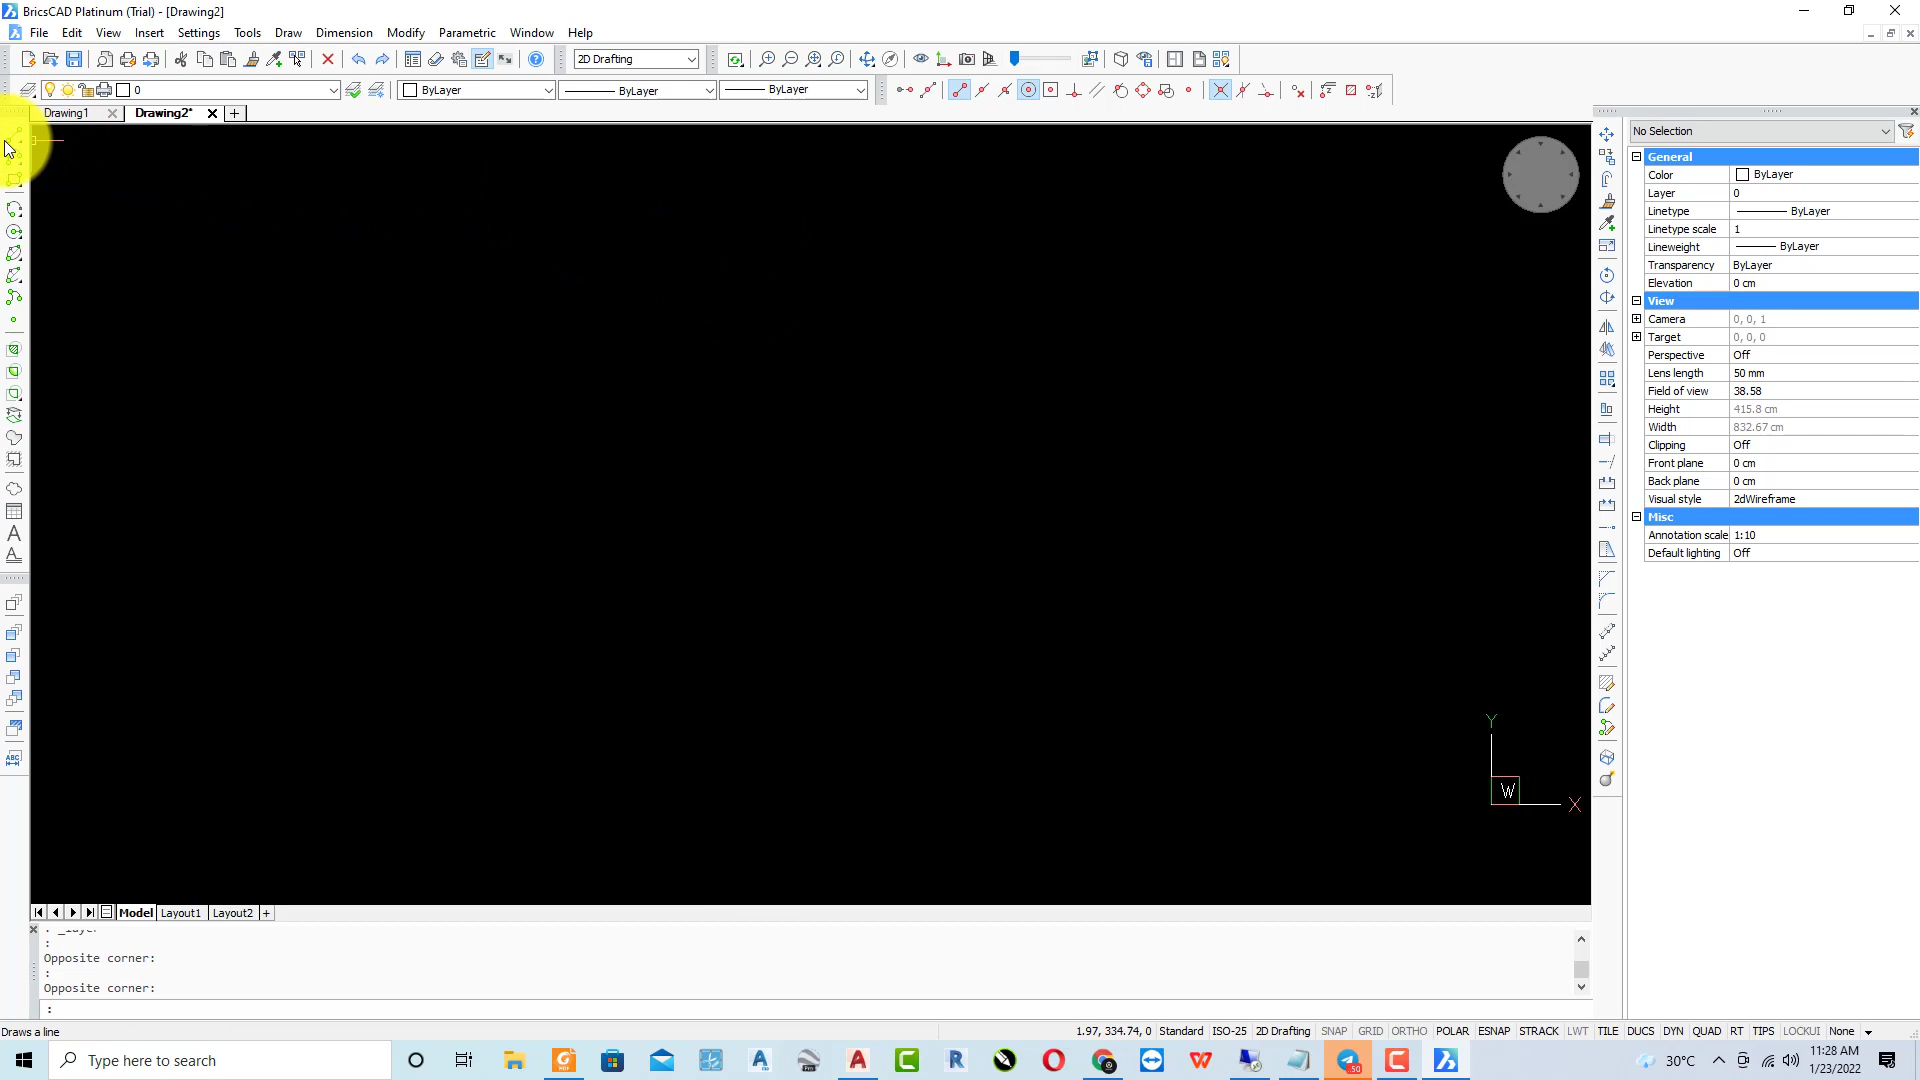 BricsCAD Platinum (Trial) - [Drawing2]
File Edit View Insert Settings Tools Draw Dimension Modify Parametric Window Help
2D Drafting
0 ByLayer ByLayer ByLayer
Drawing1 Drawing2*
No Selection
General
Color ByLayer
Layer 0
Linetype ByLayer
Linetype scale 1
Lineweight ByLayer
Transparency ByLayer
Elevation 0 cm
View
Camera 0, 0, 1
Target 0, 0, 0
Perspective Off
Lens length 50 mm
Field of view 38.58
Height 415.8 cm
Width 832.67 cm
Clipping Off
Front plane 0 cm
Back plane 0 cm
Visual style 2dWireframe
Misc
Annotation scale 1:10
Default lighting Off
A
A
ABC
Y
W
X
Model Layout1 Layout2
: _layer
:
Opposite corner:
:
Opposite corner:
:
Draws a line
1.97, 334.74, 0 Standard ISO-25 2D Drafting SNAP GRID ORTHO POLAR ESNAP STRACK LWT TILE DUCS DYN QUAD RT TIPS LOCKUI None
Type here to search
30°C
11:28 AM
1/23/2022